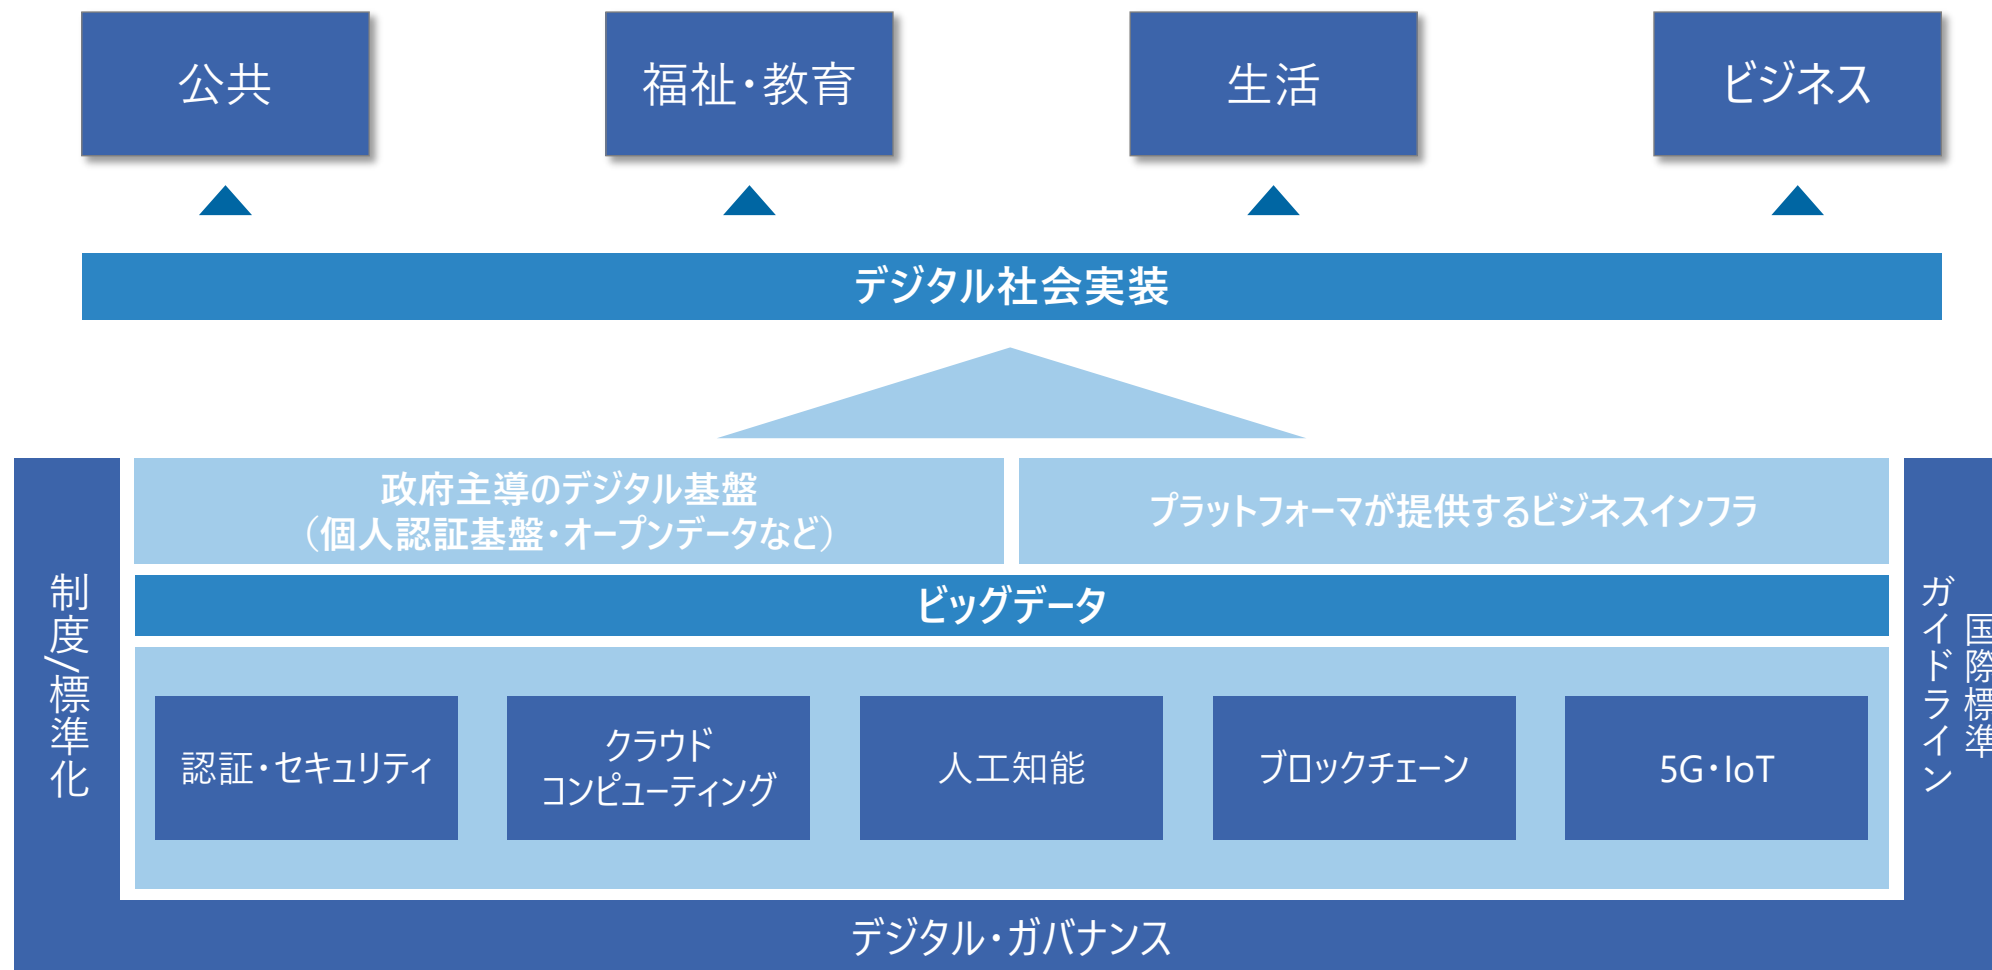 公共
福祉・教育
生活
ビジネス
デジタル社会実装
政府主導のデジタル基盤
（個人認証基盤・オープンデータなど）
プラットフォーマが提供するビジネスインフラ
制度/標準化
国際標準
ガイドライン
ビッグデータ
認証・セキュリティ
クラウド
コンピューティング
人工知能
ブロックチェーン
5G・IoT
デジタル・ガバナンス